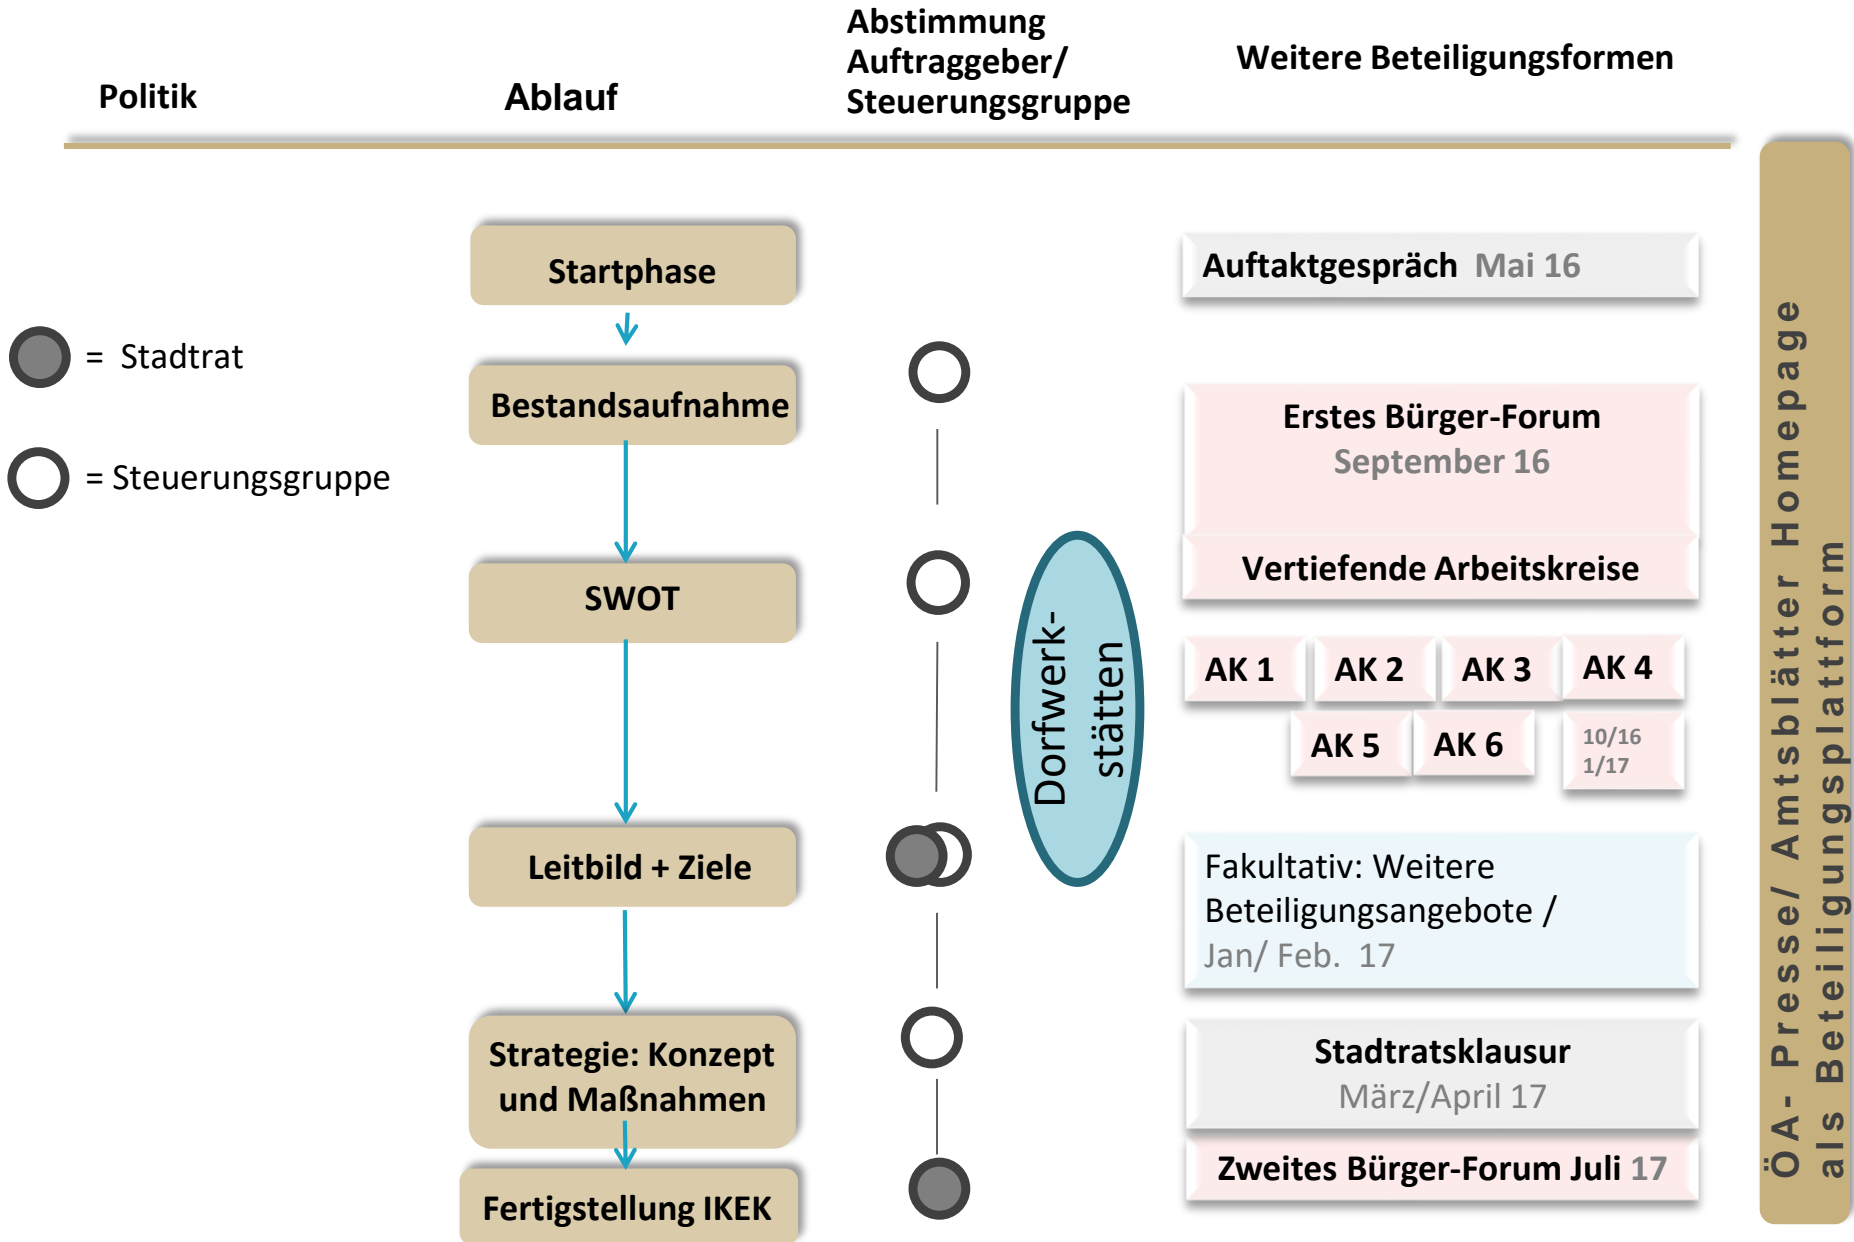 Politik
Ablauf
Abstimmung
Auftraggeber/
Steuerungsgruppe
Weitere Beteiligungsformen
= Stadtrat
= Steuerungsgruppe
Startphase
Bestandsaufnahme
SWOT
Leitbild + Ziele
Strategie: Konzept
und Maßnahmen
Fertigstellung IKEK
Dorfwerk-
stätten
Auftaktgespräch Mai 16
Erstes Bürger-Forum
September 16
Vertiefende Arbeitskreise
AK 1
AK 2
AK 3
AK 4
AK 5
AK 6
10/16
1/17
Fakultativ: Weitere
Beteiligungsangebote /
Jan/ Feb. 17
Stadtratsklausur
März/April 17
Zweites Bürger-Forum Juli 17
ÖA- Presse/ Amtsblätter Homepage
als Beteiligungsplattform